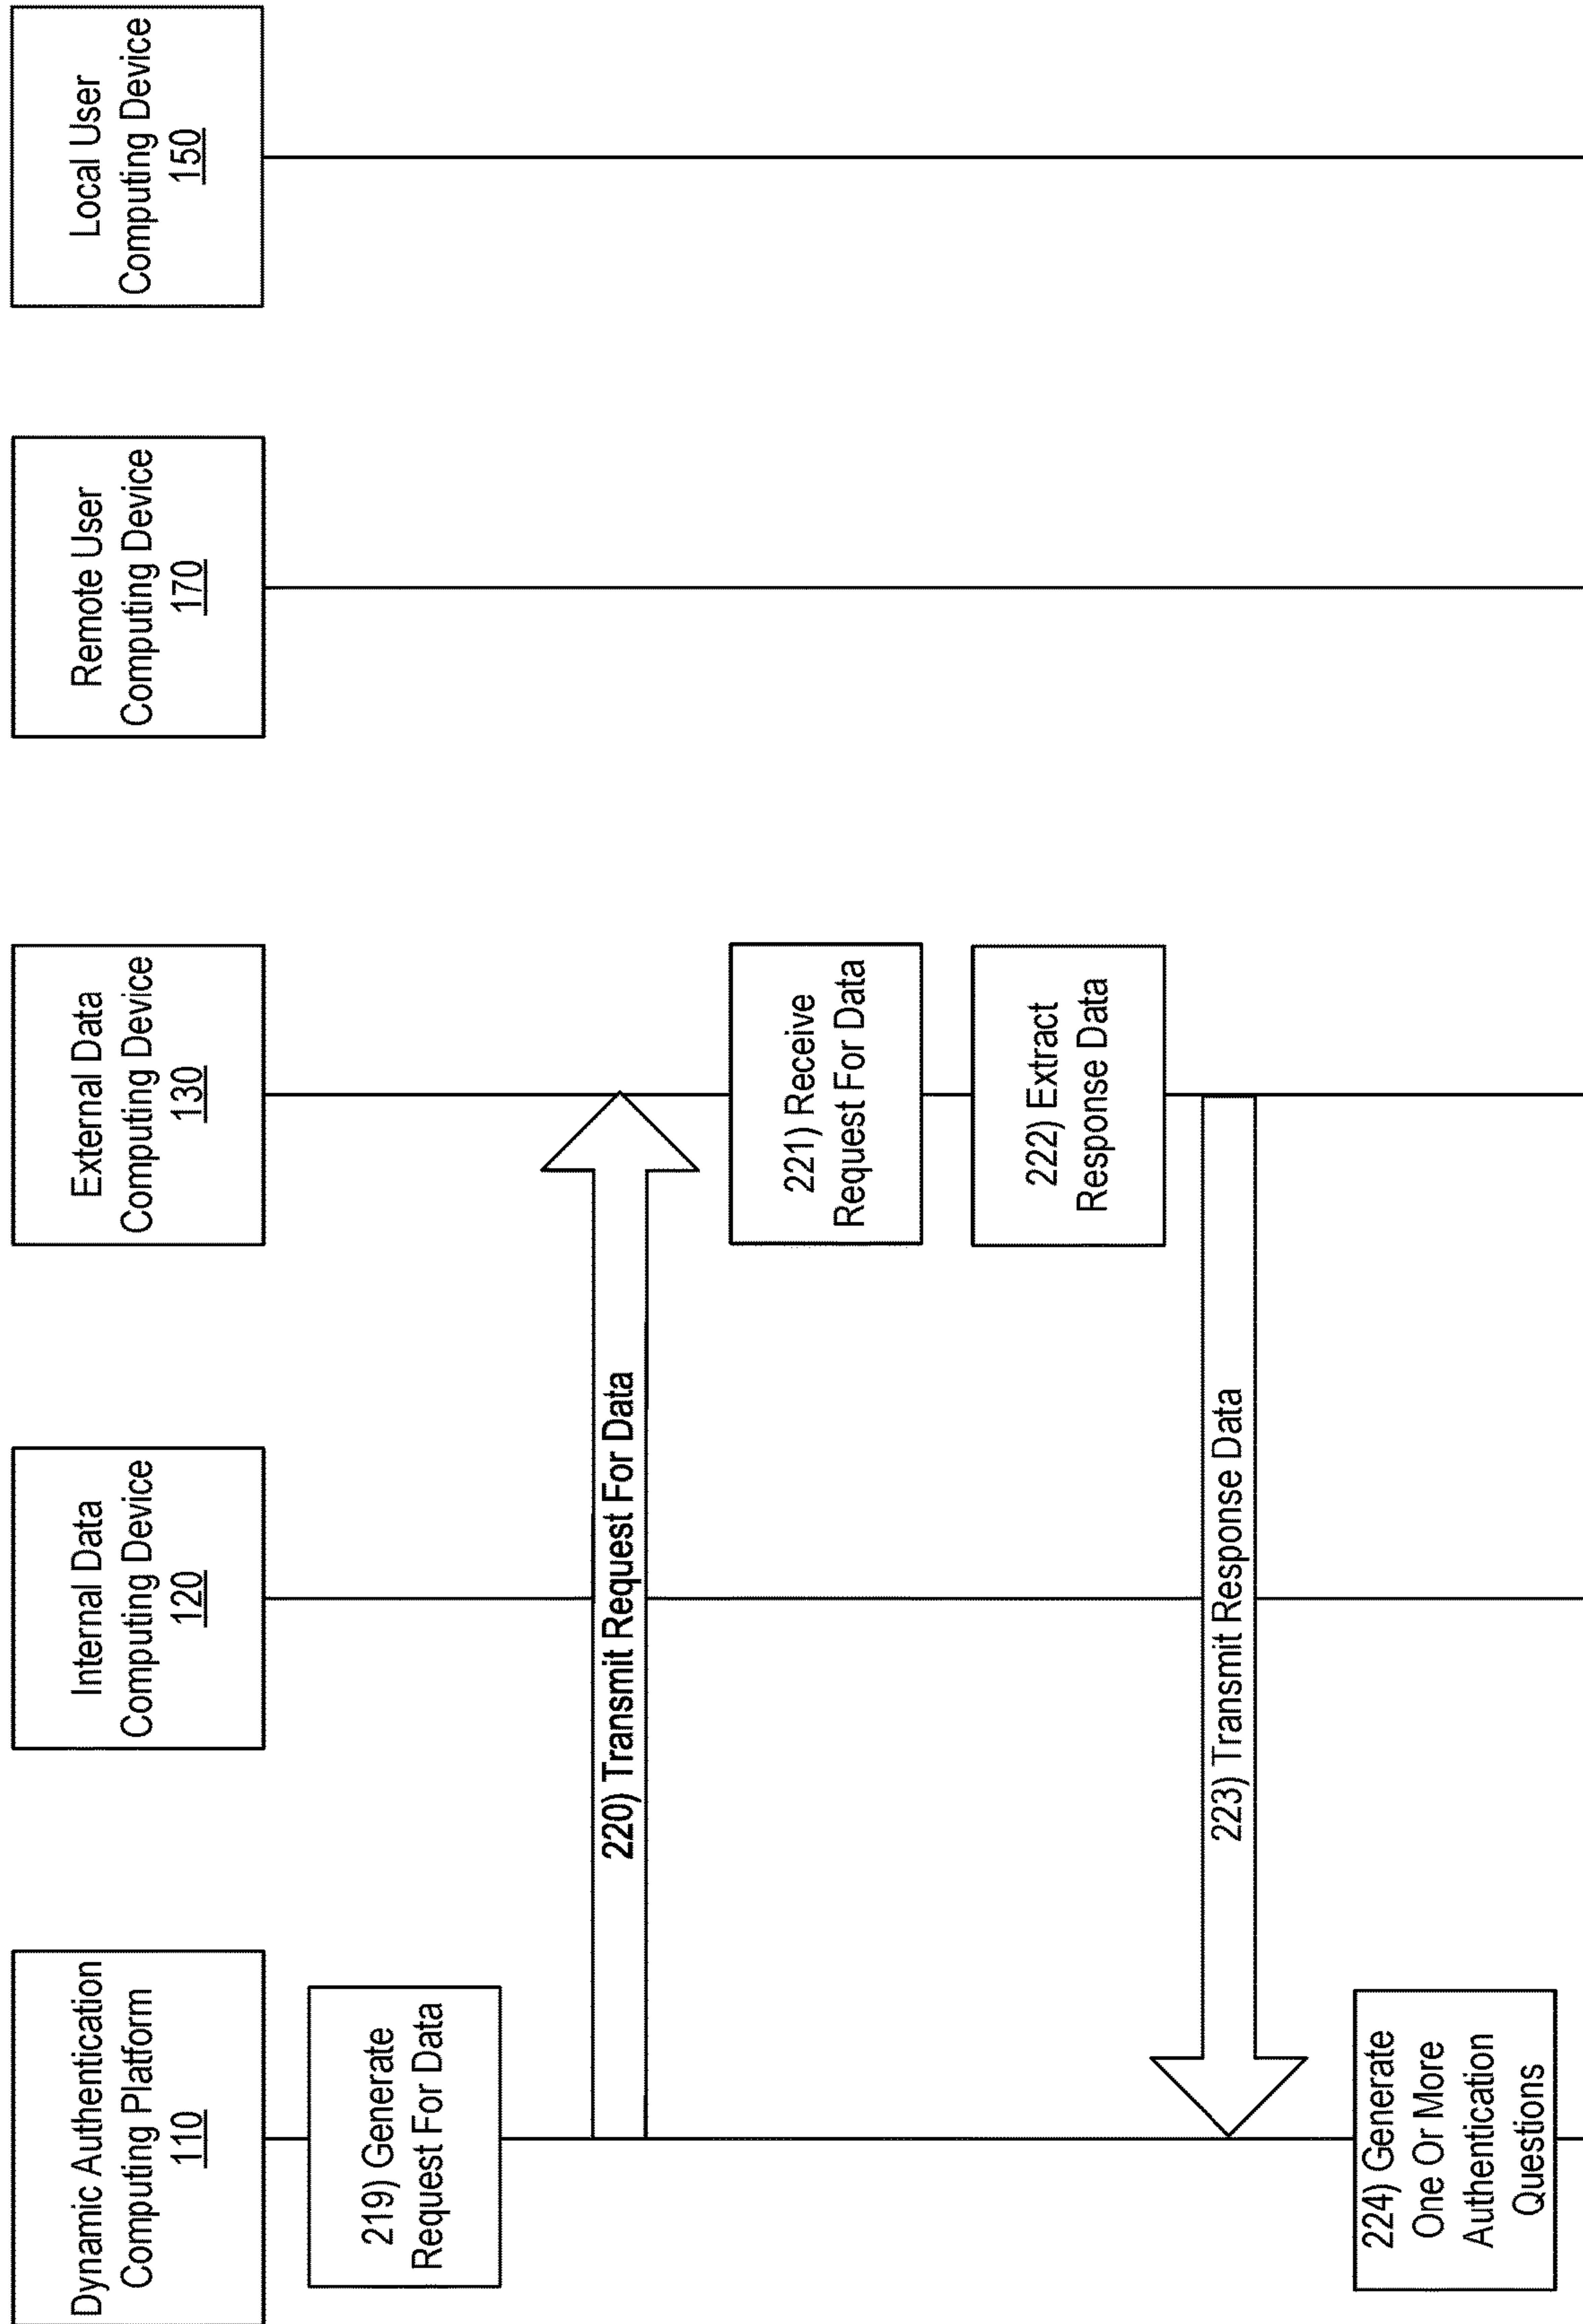 Dynamic Authentication
Computing Platform
110
Internal Data
Computing Device
120
External Data
Computing Device
130
Remote User
Computing Device
170
Local User
Computing Device
150
219) Generate
Request For Data
220) Transmit Request For Data
221) Receive
Request For Data
222) Extract
Response Data
223) Transmit Response Data
224) Generate
One Or More
Authentication
Questions